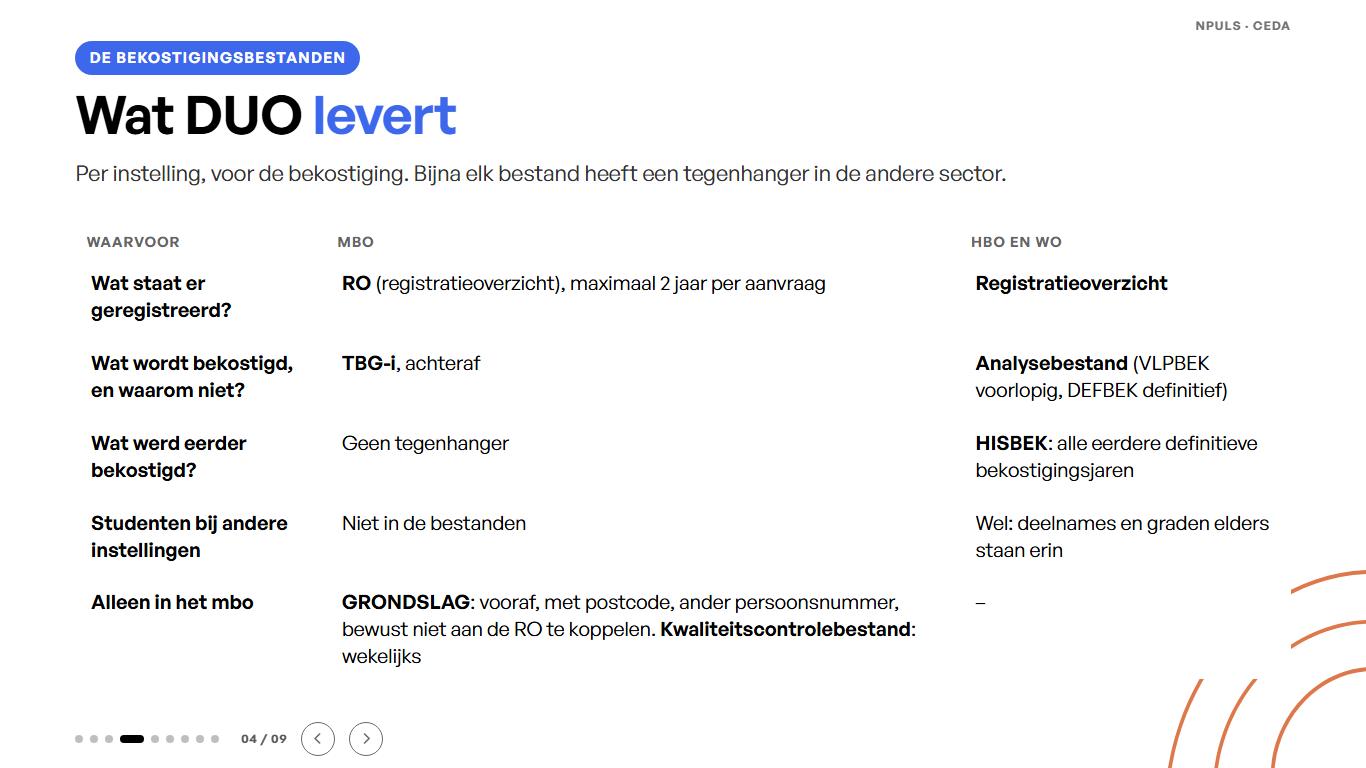 NPULS · CEDA
DE BEKOSTIGINGSBESTANDEN
Wat DUO levert
Per instelling, voor de bekostiging. Bijna elk bestand heeft een tegenhanger in de andere sector.
WAARVOOR MBO HBO EN WO
Wat staat er RO (registratieoverzicht), maximaal 2 jaar per aanvraag Registratieoverzicht
geregistreerd?
Wat wordt bekostigd, TBG-i, achteraf Analysebestand (VLPBEK
en waarom niet? voorlopig, DEFBEK definitief)
Wat werd eerder Geen tegenhanger HISBEK: alle eerdere definitieve
bekostigd? bekostigingsjaren
Studenten bij andere Niet in de bestanden Wel: deelnames en graden elders
instellingen staan erin
Alleen in het mbo GRONDSLAG: vooraf, met postcode, ander persoonsnummer, –
bewust niet aan de RO te koppelen. Kwaliteitscontrolebestand:
wekelijks
04 / 09